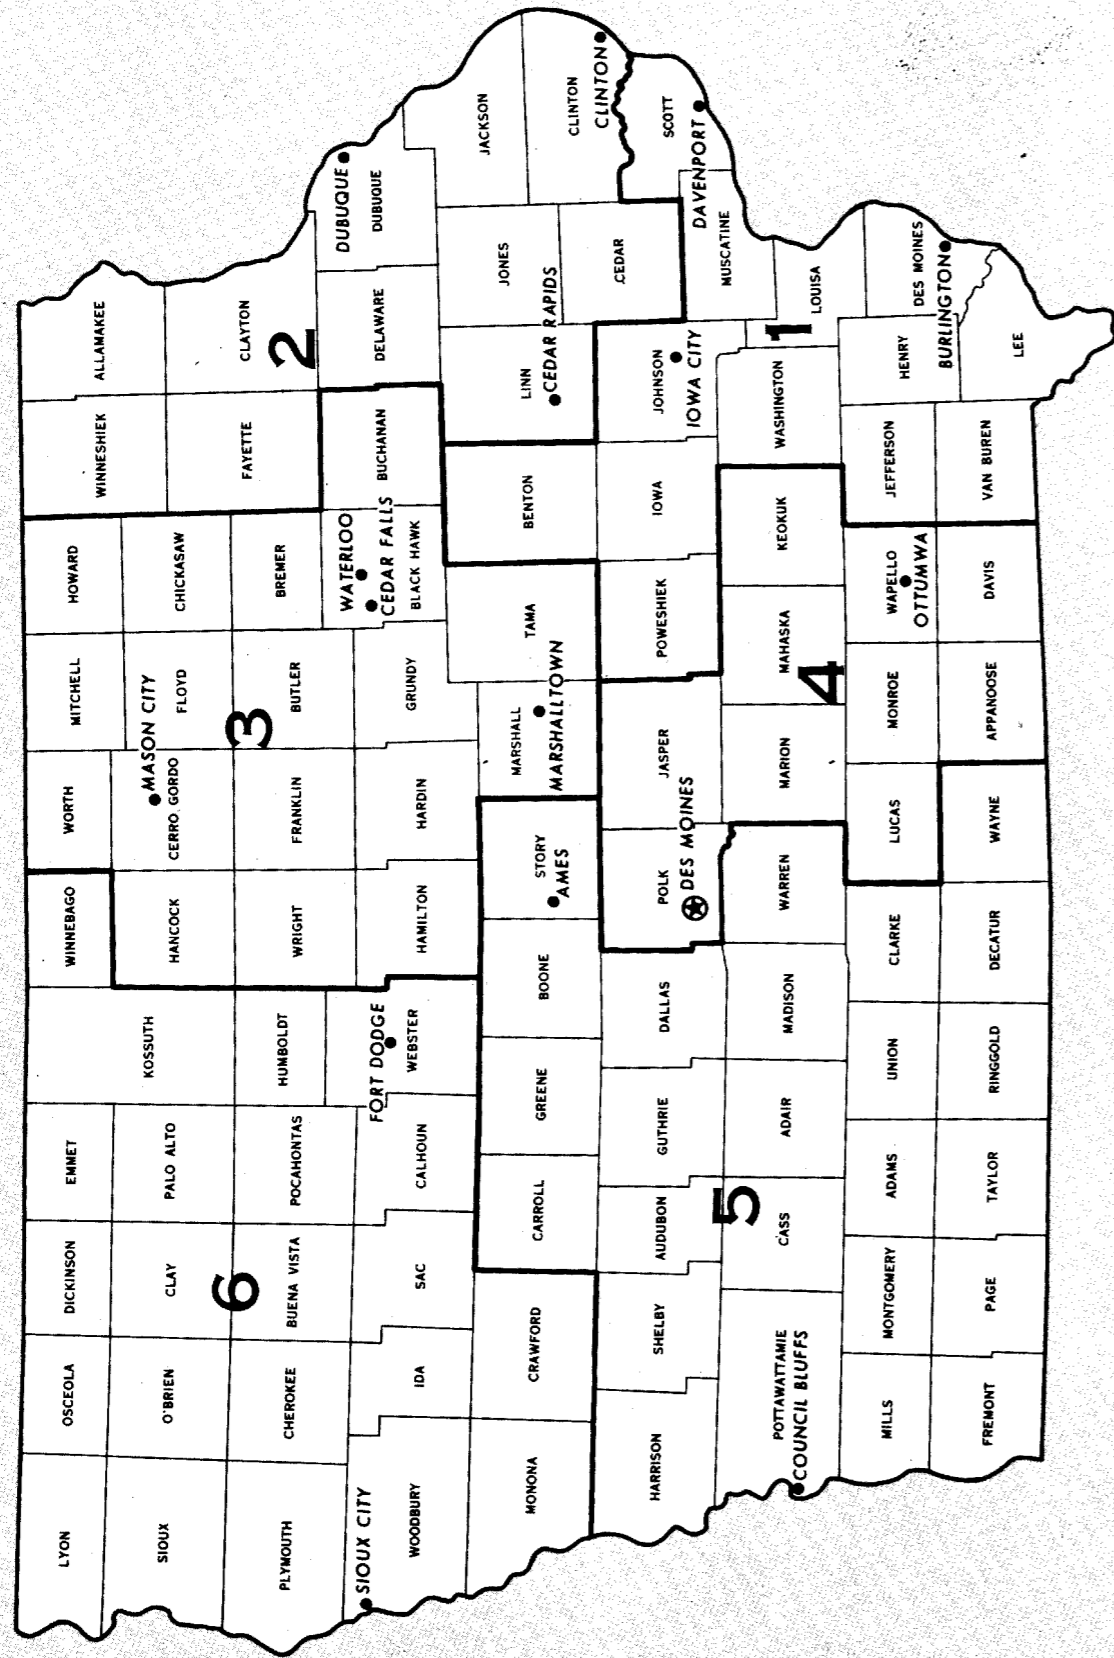 LYON
OSCEOLA
DICKINSON
EMMET
WINNEBAGO
WORTH
MITCHELL
HOWARD
WINNESHIEK
ALLAMAKEE
KOSSUTH
SIOUX
O'BRIEN
CLAY
PALO ALTO
HANCOCK
MASON CITY
CERRO GORDO
FLOYD
CHICKASAW
6
3
2
PLYMOUTH
CHEROKEE
BUENA VISTA
POCAHONTAS
HUMBOLDT
WRIGHT
FRANKLIN
BUTLER
BREMER
FAYETTE
CLAYTON
SIOUX CITY
WOODBURY
IDA
SAC
CALHOUN
FORT DODGE
WEBSTER
HAMILTON
HARDIN
GRUNDY
WATERLOO
CEDAR FALLS
BLACK HAWK
BUCHANAN
DELAWARE
DUBUQUE
DUBUQUE
MONONA
CRAWFORD
CARROLL
GREENE
BOONE
STORY
AMES
MARSHALL
MARSHALLTOWN
TAMA
BENTON
LINN
CEDAR RAPIDS
JONES
JACKSON
HARRISON
SHELBY
AUDUBON
GUTHRIE
DALLAS
POLK
DES MOINES
JASPER
POWESHIEK
IOWA
JOHNSON
IOWA CITY
CEDAR
CLINTON
CLINTON
SCOTT
DAVENPORT
MUSCATINE
5
4
1
POTTAWATTAMIE
COUNCIL BLUFFS
CASS
ADAIR
MADISON
WARREN
MARION
MAHASKA
KEOKUK
WASHINGTON
LOUISA
MILLS
MONTGOMERY
ADAMS
UNION
CLARKE
LUCAS
MONROE
WAPELLO
OTTUMWA
JEFFERSON
HENRY
DES MOINES
BURLINGTON
FREMONT
PAGE
TAYLOR
RINGGOLD
DECATUR
WAYNE
APPANOOSE
DAVIS
VAN BUREN
LEE